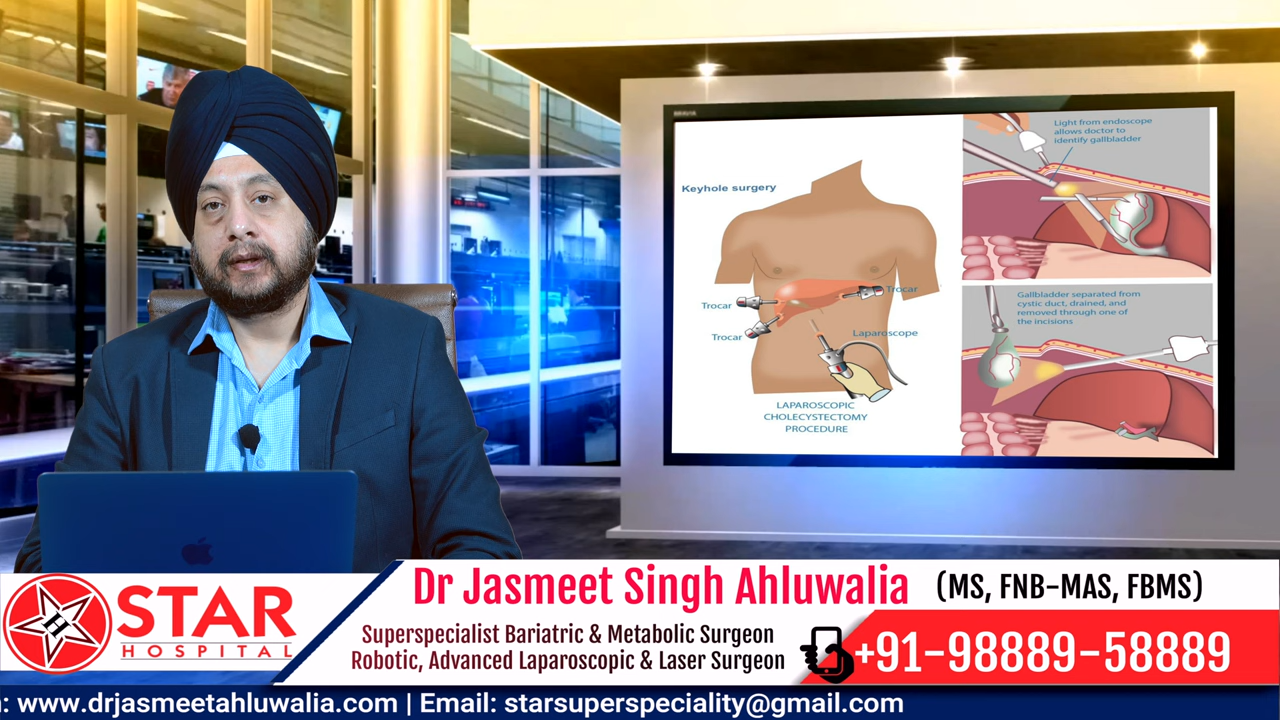 BRAVIA
Keyhole surgery
Trocar
Trocar
Trocar
Laparoscope
LAPAROSCOPIC
CHOLECYSTECTOMY
PROCEDURE
Light from endoscope
allows doctor to
identify gallbladder
Gallbladder separated from
cystic duct, drained, and
removed through one of
the incisions
H
STAR
HOSPITAL
Dr Jasmeet Singh Ahluwalia (MS, FNB-MAS, FBMS)
Superspecialist Bariatric & Metabolic Surgeon
Robotic, Advanced Laparoscopic & Laser Surgeon
+91-98889-58889
: www.drjasmeetahluwalia.com | Email: starsuperspeciality@gmail.com